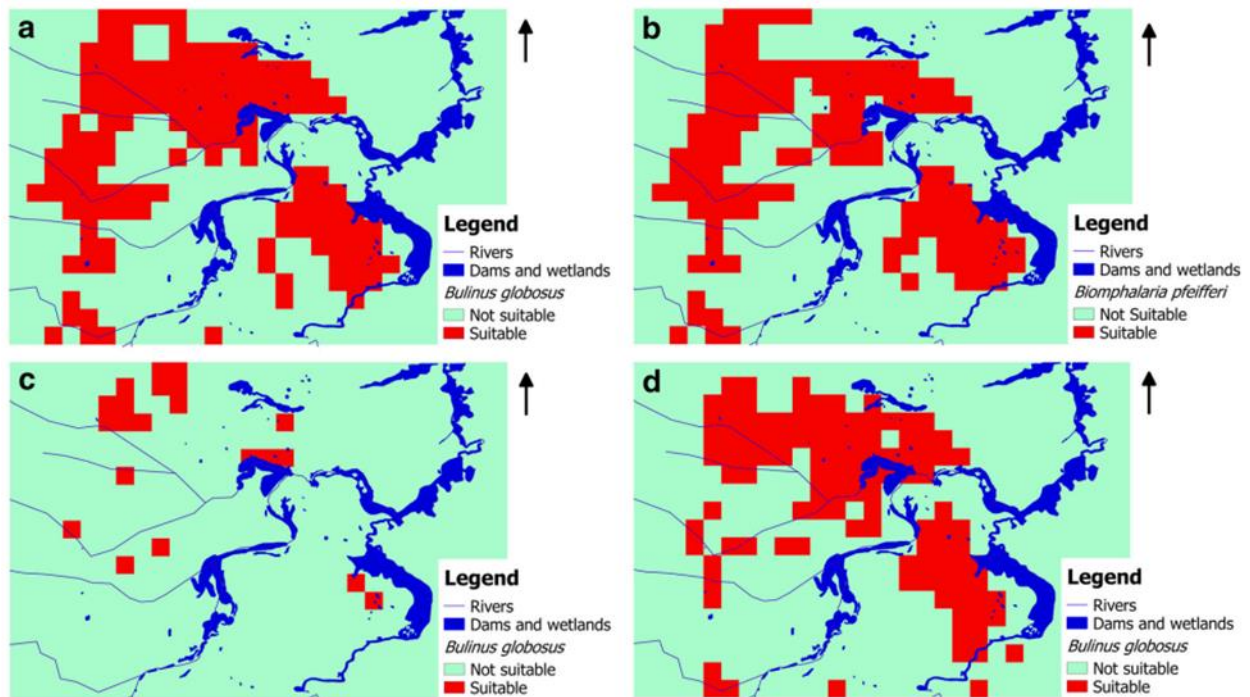 a
Legend
Rivers
Dams and wetlands
Bulinus globosus
Not suitable
Suitable
b
Legend
Rivers
Dams and wetlands
Biomphalaria pfeifferi
Not Suitable
Suitable
c
Legend
Rivers
Dams and wetlands
Bulinus globosus
Not suitable
Suitable
d
Legend
Rivers
Dams and wetlands
Bulinus globosus
Not suitable
Suitable